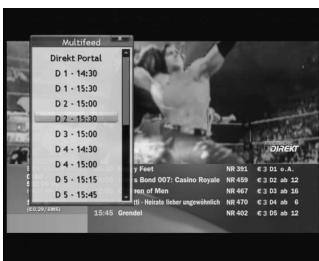 Multifeed
Direkt Portal
D 1 - 14:30
D 1 - 15:30
D 2 - 15:00
D 2 - 15:30
D 3 - 15:00
D 4 - 14:30
D 4 - 15:00
D 5 - 15:15
D 5 - 15:45
DIREKT
y Feet NR 391 € 3 D1 o.A.
s Bond 007: Casino Royale NR 459 € 3 D2 ab 12
ren of Men NR 467 € 3 D3 ab 16
tti - Heirate lieber ungewöhnlich NR 470 € 3 D4 ab 6
(€0,29/SMS) 15:45 Grendel NR 402 € 3 D5 ab 12